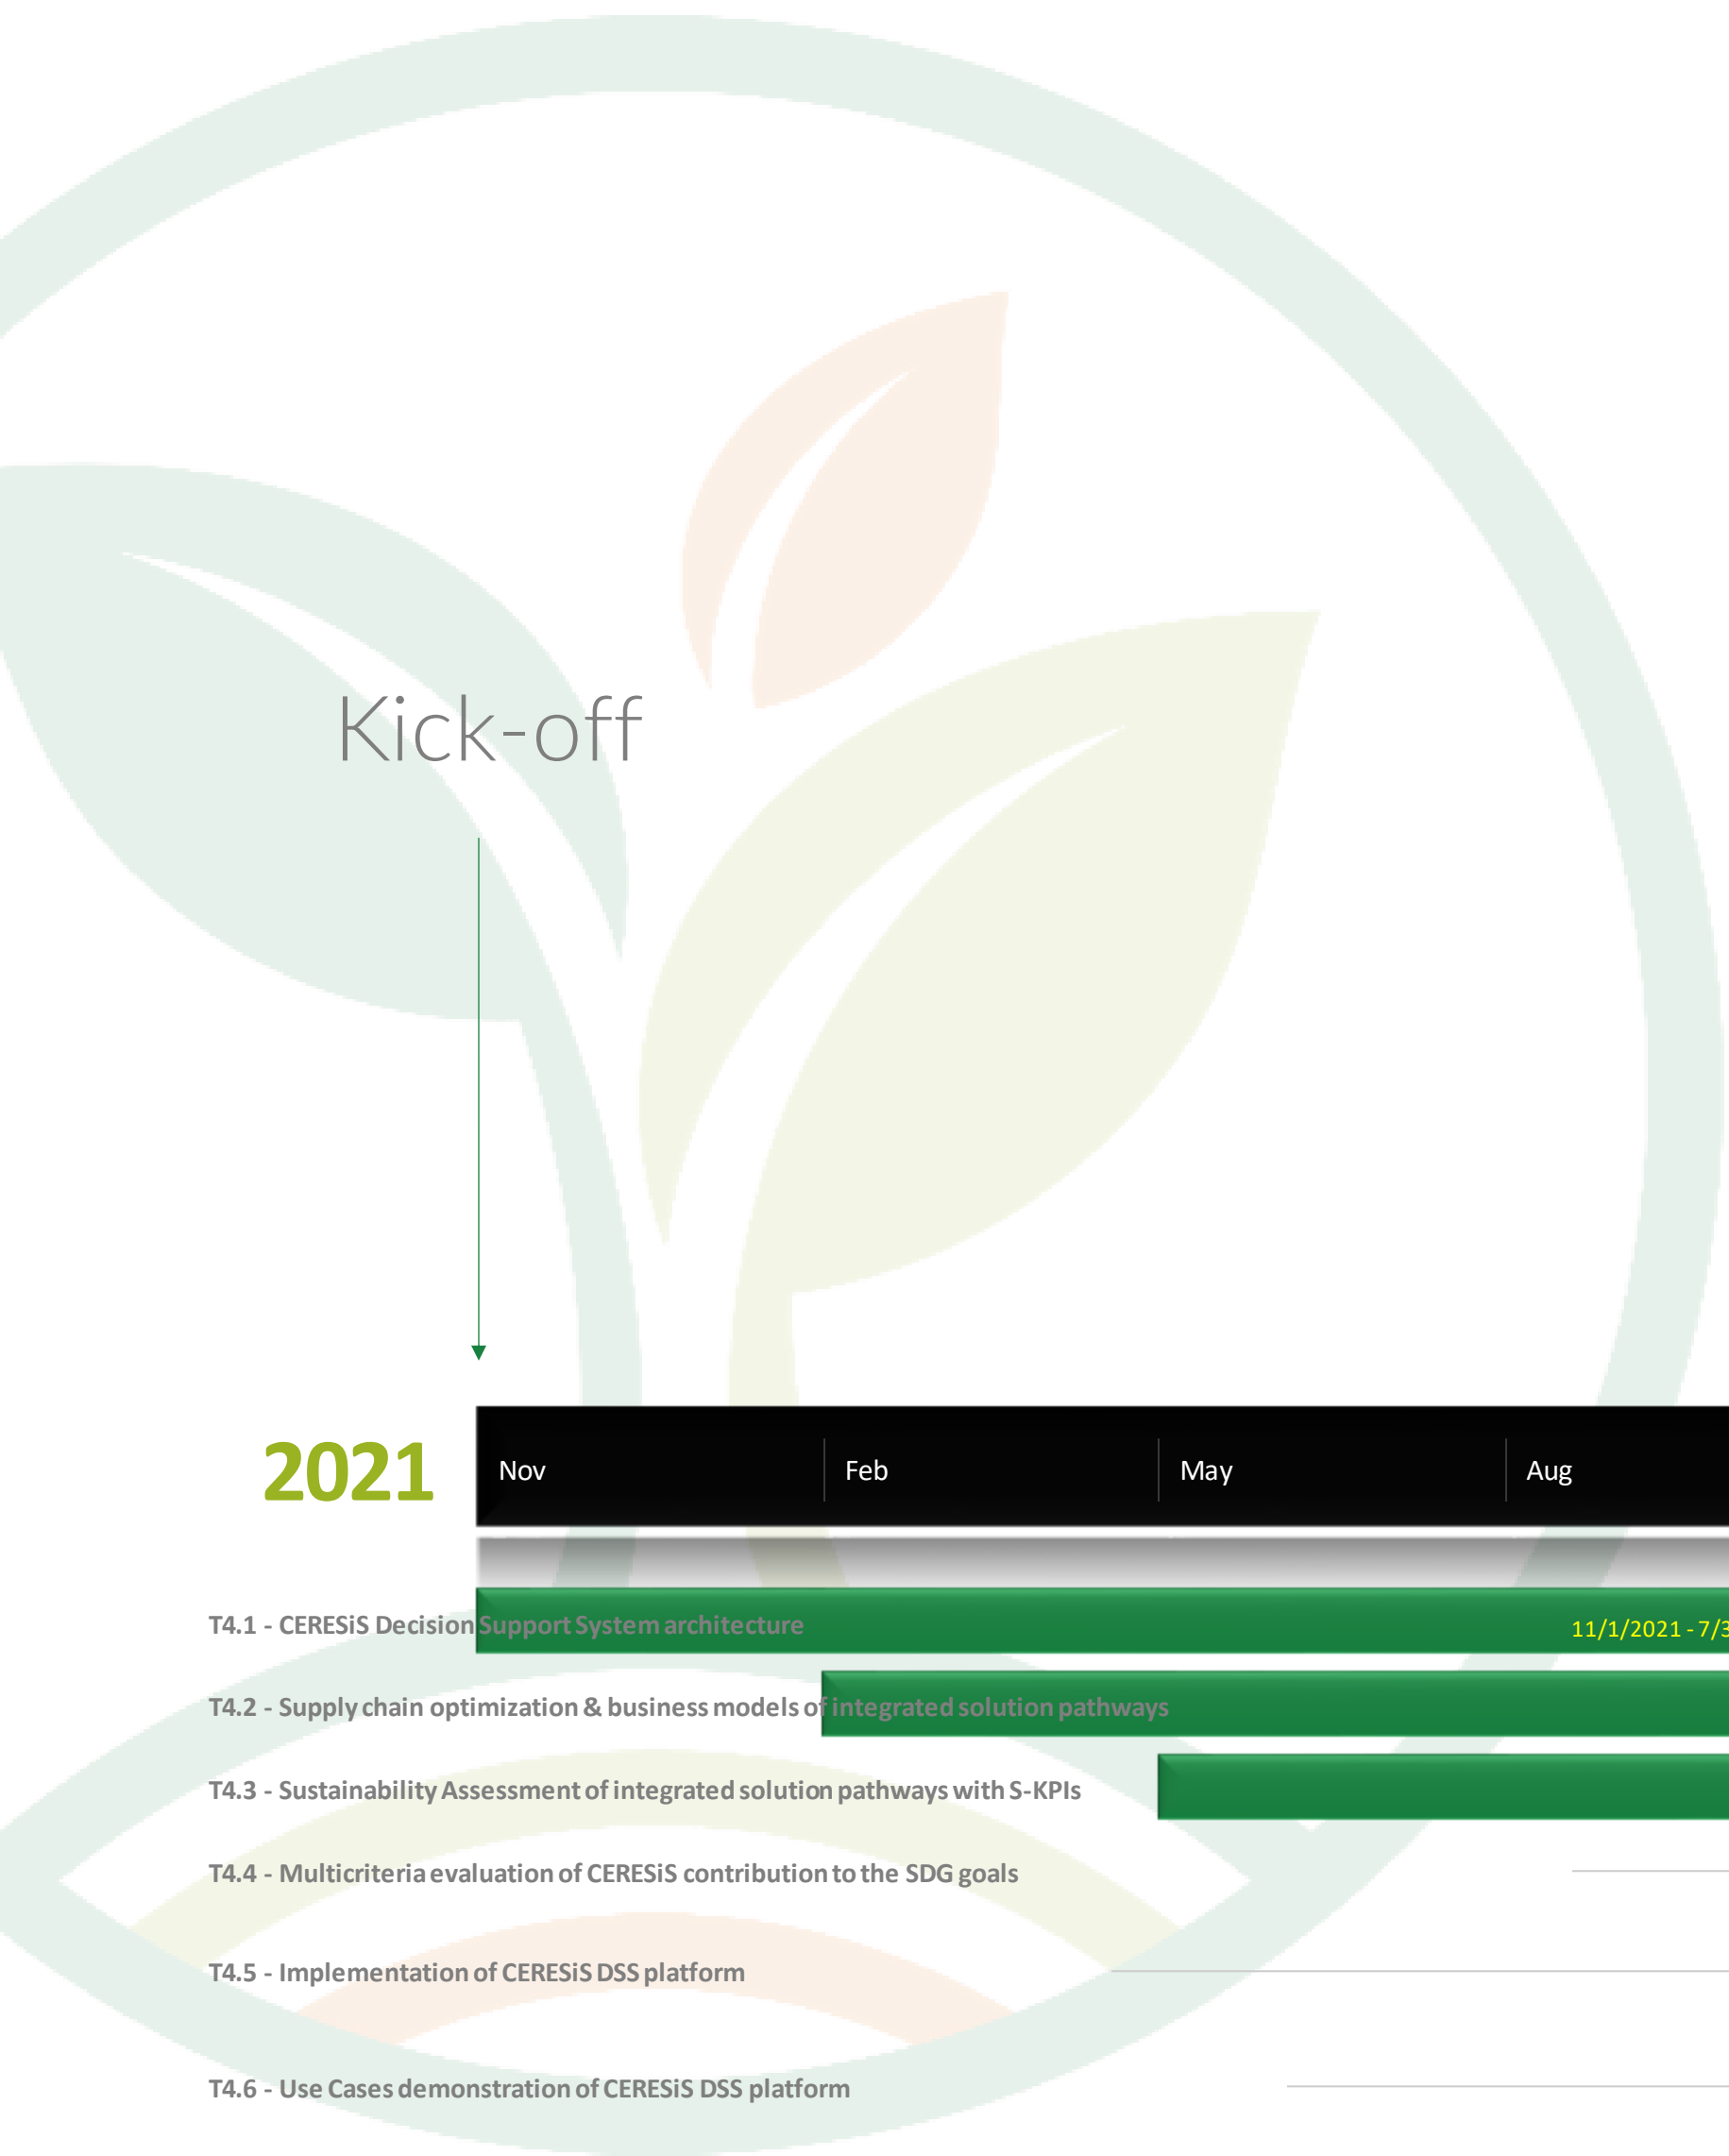 Kick-off
2021
Nov Feb May Aug
T4.1 - CERESiS Decision Support System architecture
11/1/2021 - 7/3
T4.2 - Supply chain optimization & business models of integrated solution pathways
T4.3 - Sustainability Assessment of integrated solution pathways with S-KPIs
T4.4 - Multicriteria evaluation of CERESiS contribution to the SDG goals
T4.5 - Implementation of CERESiS DSS platform
T4.6 - Use Cases demonstration of CERESiS DSS platform